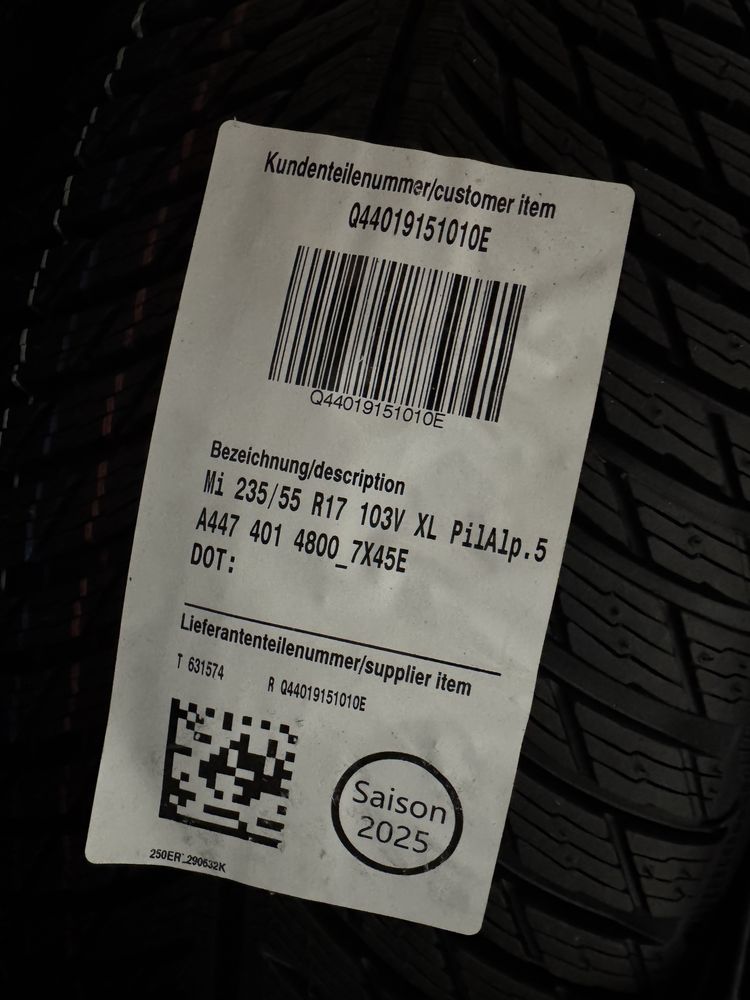 Kundenteilenummer/customer item
Q44019151010E
Q44019151010E
Bezeichnung/description
Mi 235/55 R17 103V XL PilAlp.5
A447 401 4800_7X45E
DOT:
Lieferantenteilenummer/supplier item
T 631574 R Q44019151010E
Saison
2025
250ER_290632K